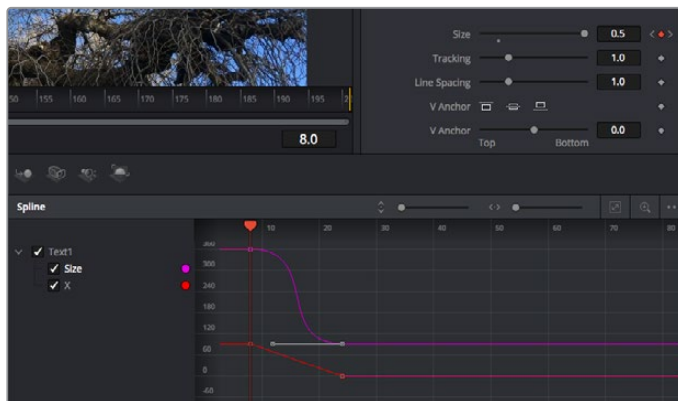 Size 0.5
Tracking 1.0
Line Spacing 1.0
V Anchor
V Anchor 0.0
Top Bottom
155 160 165 170 175 180 185 190 195
8.0
Spline
10 20 30 40 50 60 70 80
Text1
Size
X
300
240
180
120
60
0
-60